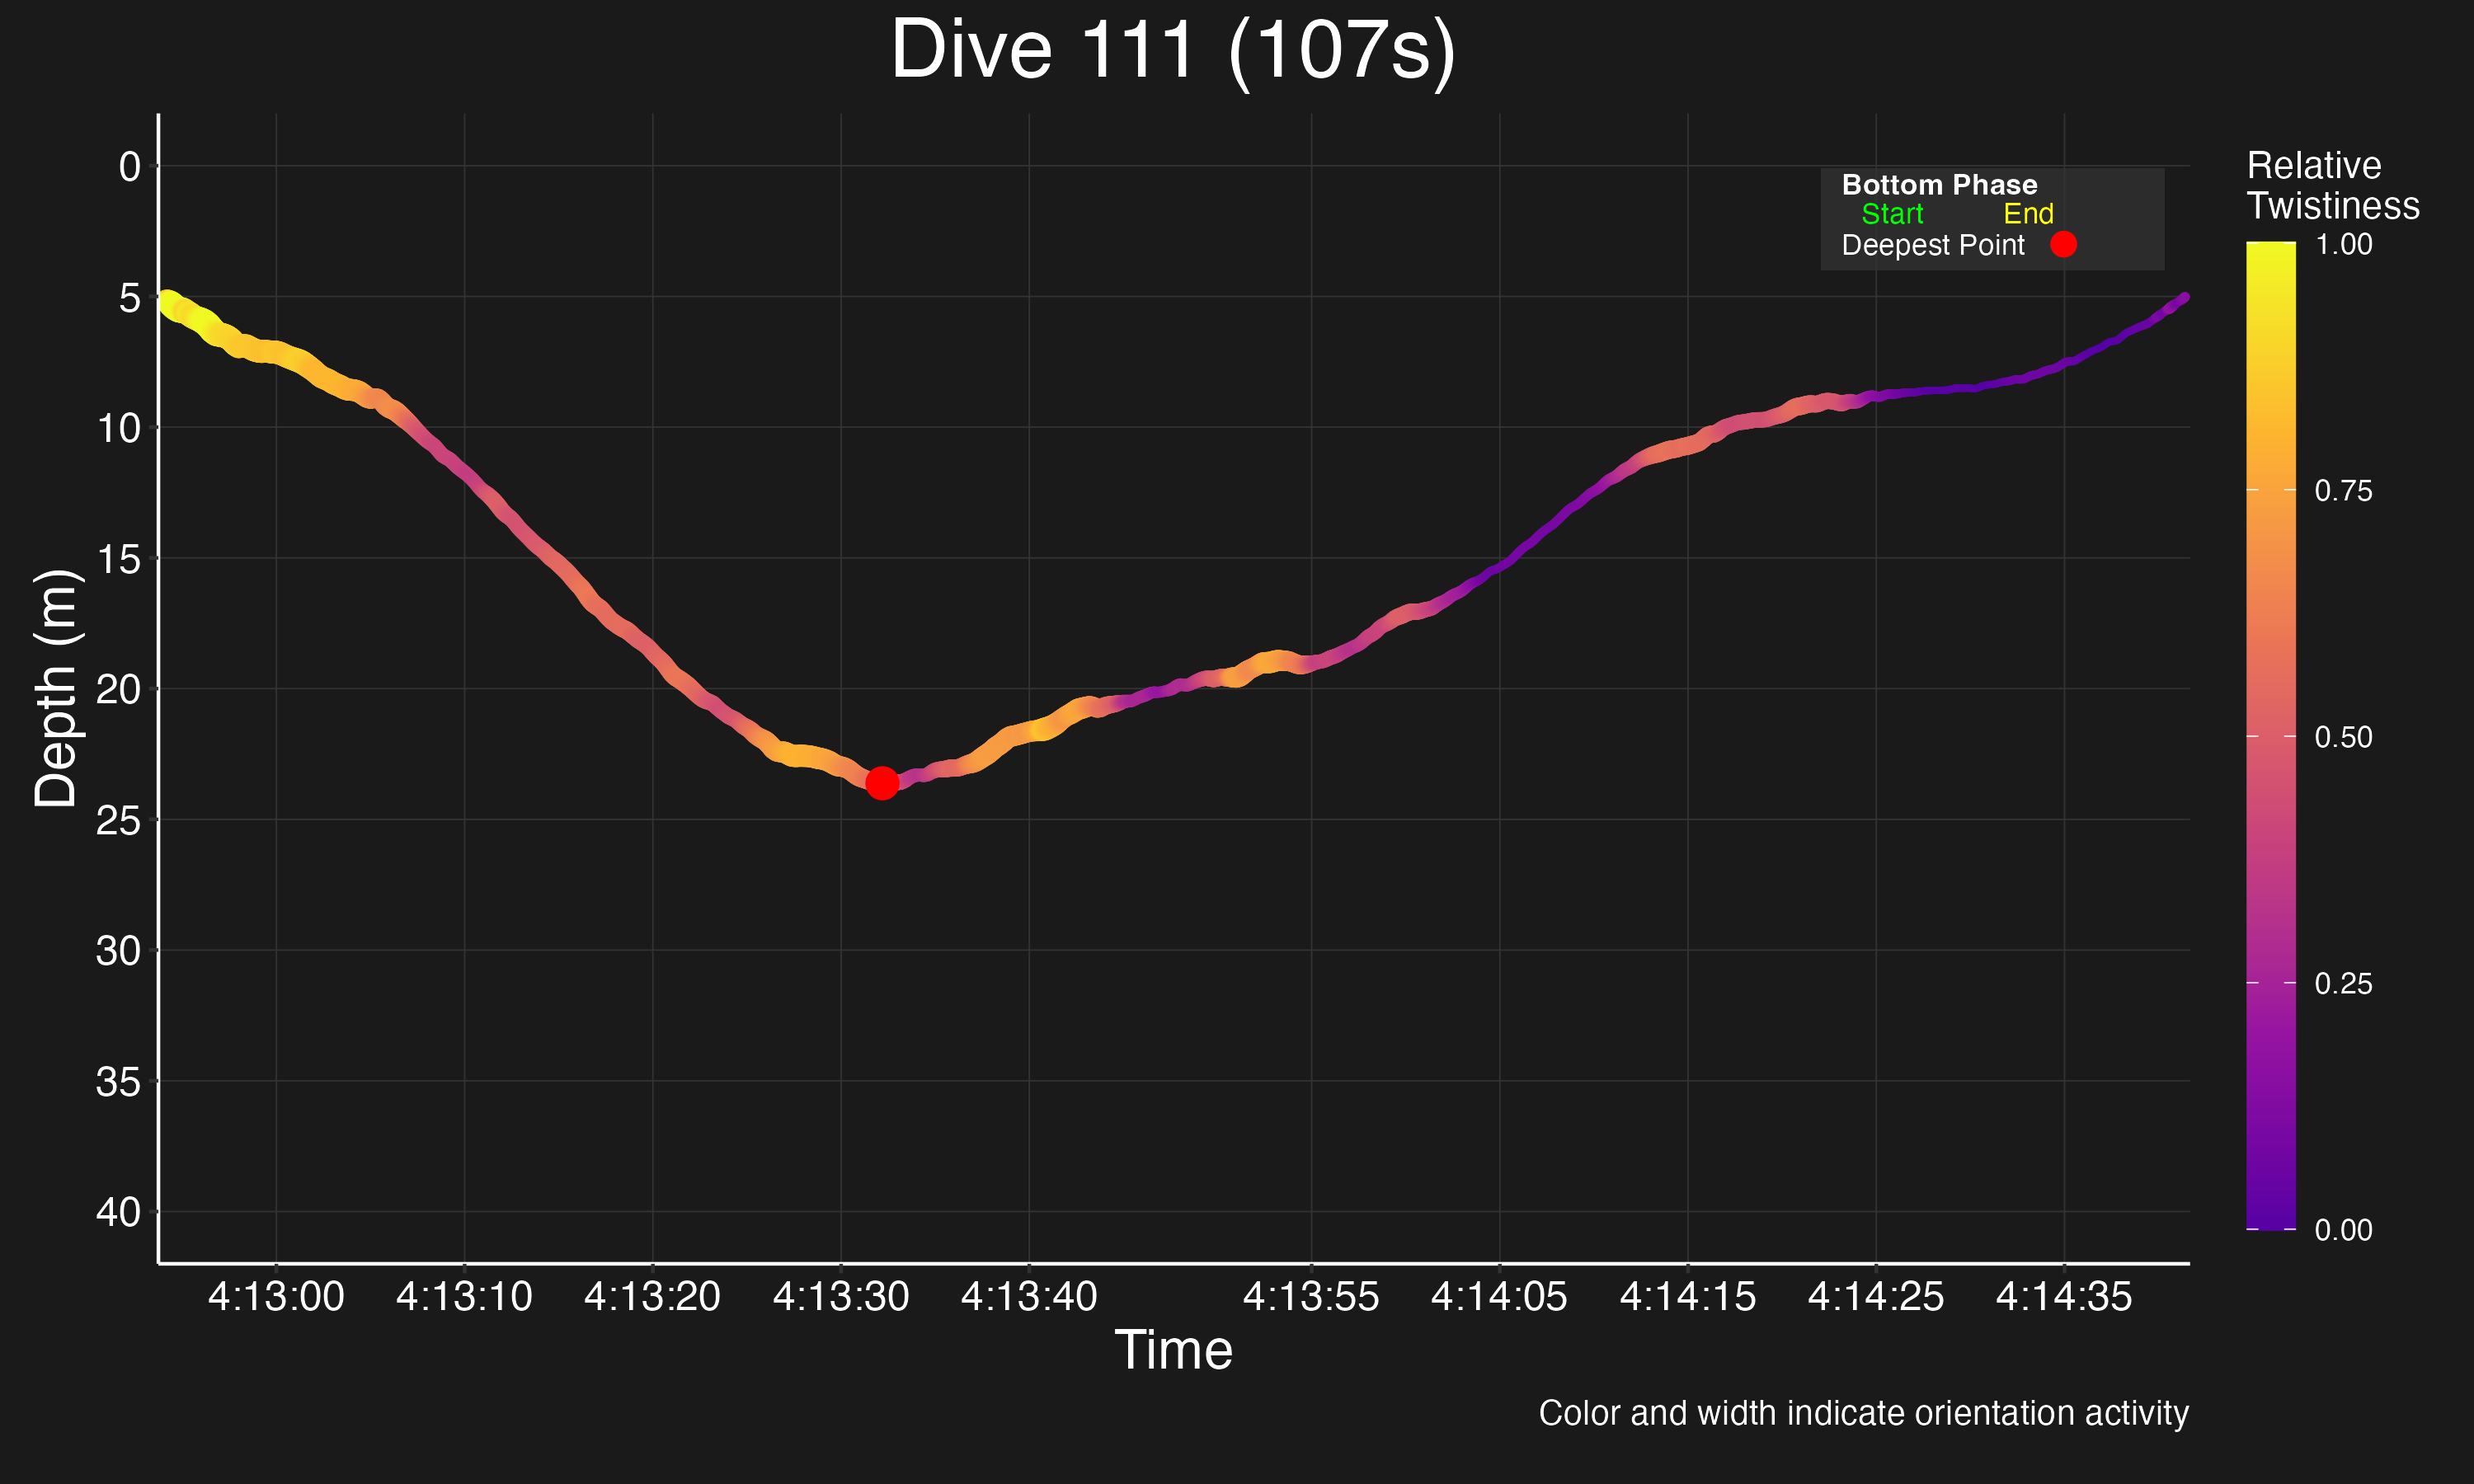 Dive 111 (107s)
Depth (m)
0
5
10
15
20
25
30
35
40
Bottom Phase
Start End
Deepest Point
Relative
Twistiness
1.00
0.75
0.50
0.25
0.00
4:13:00 4:13:10 4:13:20 4:13:30 4:13:40 4:13:55 4:14:05 4:14:15 4:14:25 4:14:35
Time
Color and width indicate orientation activity